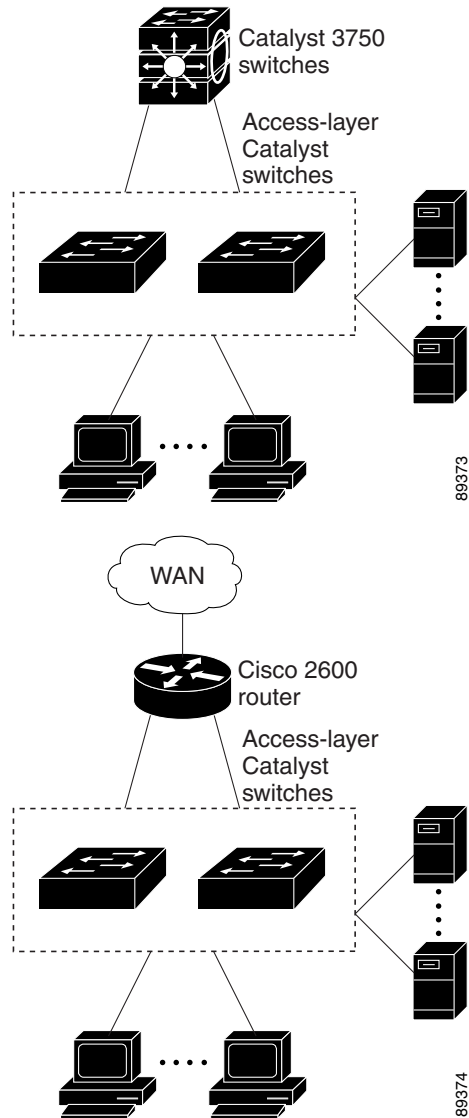 Catalyst 3750
switches
Access-layer
Catalyst
switches
89373
WAN
Cisco 2600
router
Access-layer
Catalyst
switches
89374